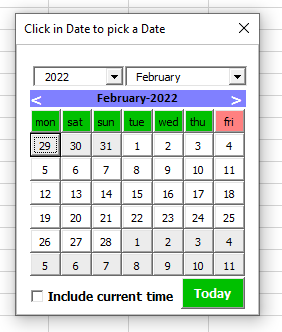 Click in Date to pick a Date
2022 February
< February-2022 >
mon sat sun tue wed thu fri
29 30 31 1 2 3 4
5 6 7 8 9 10 11
12 13 14 15 16 17 18
19 20 21 22 23 24 25
26 27 28 1 2 3 4
5 6 7 8 9 10 11
Include current time Today